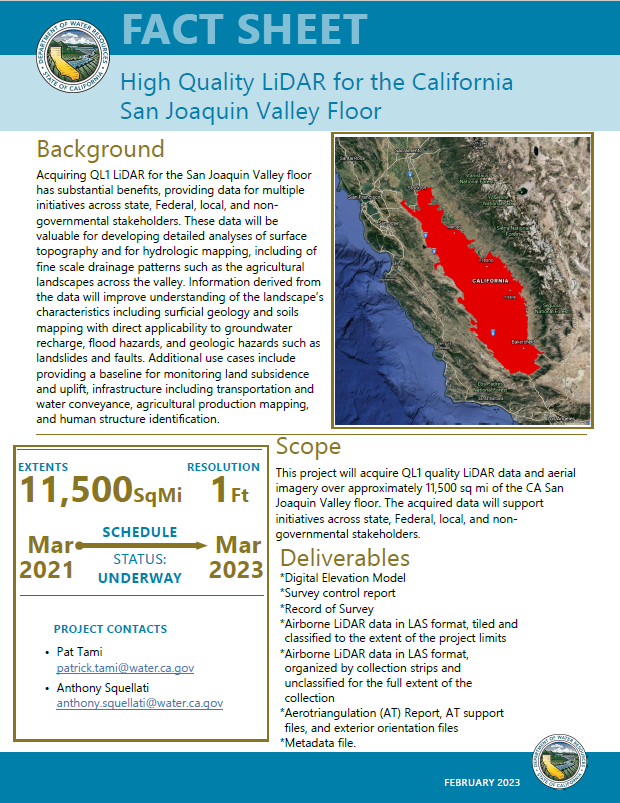 FACT SHEET
DEPARTMENT OF WATER RESOURCES
STATE OF CALIFORNIA
High Quality LiDAR for the California
San Joaquin Valley Floor
Background
Acquiring QL1 LiDAR for the San Joaquin Valley floor
has substantial benefits, providing data for multiple
initiatives across state, Federal, local, and non-
governmental stakeholders. These data will be
valuable for developing detailed analyses of surface
topography and for hydrologic mapping, including of
fine scale drainage patterns such as the agricultural
landscapes across the valley. Information derived from
the data will improve understanding of the landscape's
characteristics including surficial geology and soils
mapping with direct applicability to groundwater
recharge, flood hazards, and geologic hazards such as
landslides and faults. Additional use cases include
providing a baseline for monitoring land subsidence
and uplift, infrastructure including transportation and
water conveyance, agricultural production mapping,
and human structure identification.
Sacramento
Santa Rosa
San Francisco
Fresno
CALIFORNIA
Visalia
Bakersfield
EXTENTS
RESOLUTION
11,500SqMi
1Ft
SCHEDULE
Mar
2021
Mar
2023
STATUS:
UNDERWAY
PROJECT CONTACTS
• Pat Tami
patrick.tami@water.ca.gov
• Anthony Squellati
anthony.squellati@water.ca.gov
Scope
This project will acquire QL1 quality LiDAR data and aerial
imagery over approximately 11,500 sq mi of the CA San
Joaquin Valley floor. The acquired data will support
initiatives across state, Federal, local, and non-
governmental stakeholders.
Deliverables
*Digital Elevation Model
*Survey control report
*Record of Survey
*Airborne LiDAR data in LAS format, tiled and
classified to the extent of the project limits
*Airborne LiDAR data in LAS format,
organized by collection strips and
unclassified for the full extent of the
collection
*Aerotriangulation (AT) Report, AT support
files, and exterior orientation files
*Metadata file.
DEPARTMENT OF WATER RESOURCES
STATE OF CALIFORNIA
FEBRUARY 2023